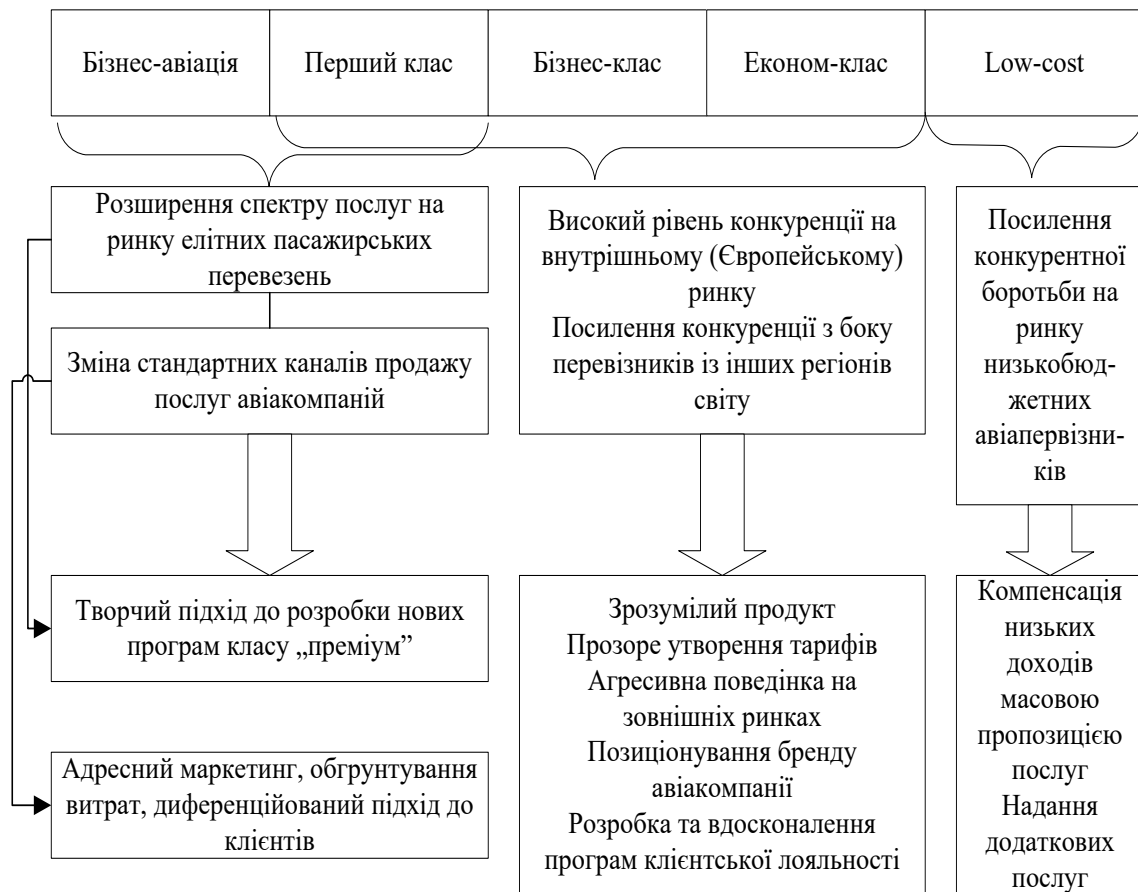 Бізнес-авіація
Перший клас
Бізнес-клас
Економ-клас
Low-cost
Розширення спектру послуг на
ринку елітних пасажирських
перевезень
Зміна стандартних каналів продажу
послуг авіакомпаній
Високий рівень конкуренції на
внутрішньому (Європейському)
ринку
Посилення конкуренції з боку
перевізників із інших регіонів
світу
Посилення
конкурентної
боротьби на
ринку
низькобюд-
жетних
авіапервізни-
ків
Творчий підхід до розробки нових
програм класу „преміум”
Адресний маркетинг, обгрунтування
витрат, диференційований підхід до
клієнтів
Зрозумілий продукт
Прозоре утворення тарифів
Агресивна поведінка на
зовнішніх ринках
Позиціонування бренду
авіакомпанії
Розробка та вдосконалення
програм клієнтської лояльності
Компенсація
низьких
доходів
масовою
пропозицією
послуг
Надання
додаткових
послуг